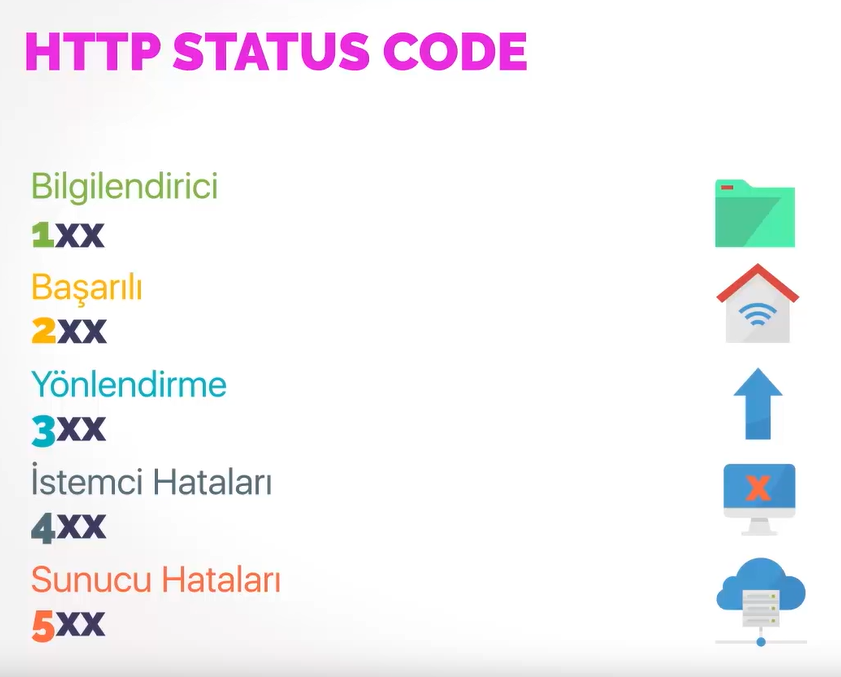 HTTP STATUS CODE
Bilgilendirici
1XX
Başarılı
2XX
Yönlendirme
3XX
İstemci Hataları
4XX
Sunucu Hataları
5XX